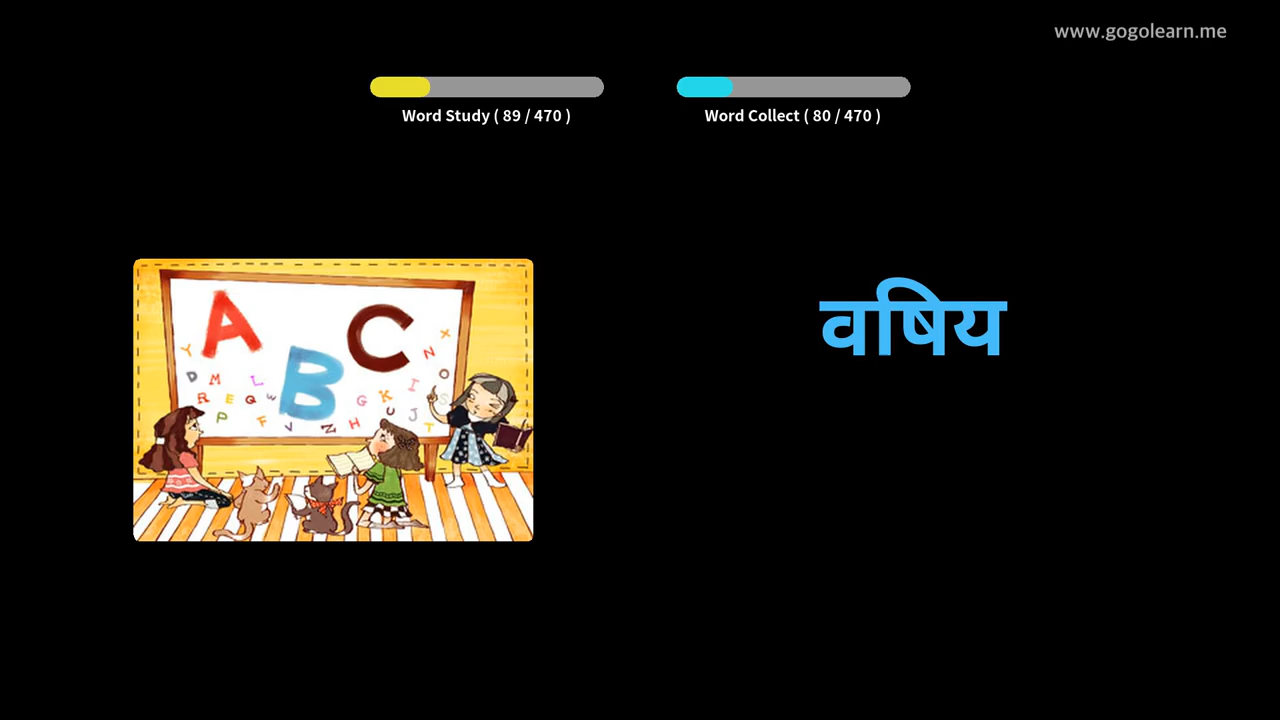 www.gogolearn.me
Word Study ( 89 / 470 )
Word Collect ( 80 / 470 )
A B C
X
Y N
D M L I O
R E Q W G K S
P F V Z H U J T
वषिय